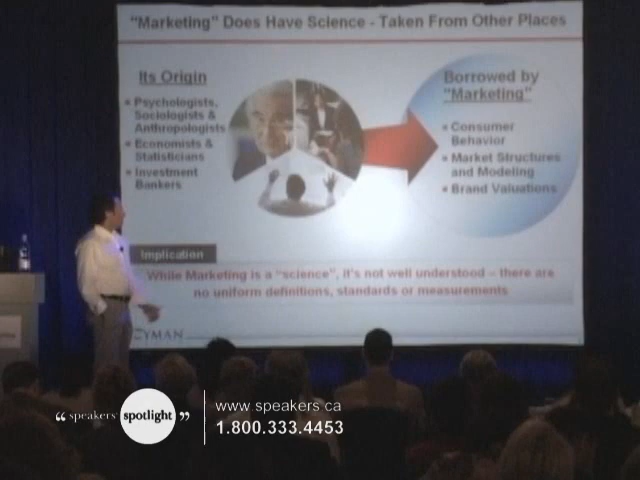 “Marketing” Does Have Science - Taken From Other Places
Its Origin
Borrowed by
"Marketing"
Psychologists,
Sociologists &
Anthropologists
Economists &
Statisticians
Investment
Bankers
Consumer
Behavior
Market Structures
and Modeling
Brand Valuations
Implication
While Marketing is a “science”, it's not well understood – there are
no uniform definitions, standards or measurements
ZYMAN
“ speakers' spotlight ”
www.speakers.ca
1.800.333.4453